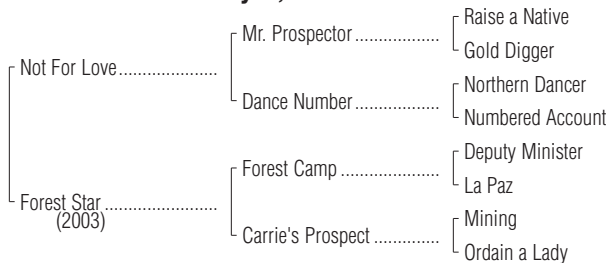 Raise a Native
Mr. Prospector..................
Gold Digger
Not For Love.....................
Northern Dancer
Dance Number..................
Numbered Account
Deputy Minister
Forest Camp.....................
La Paz
Forest Star........................
(2003)
Mining
Carrie's Prospect..............
Ordain a Lady